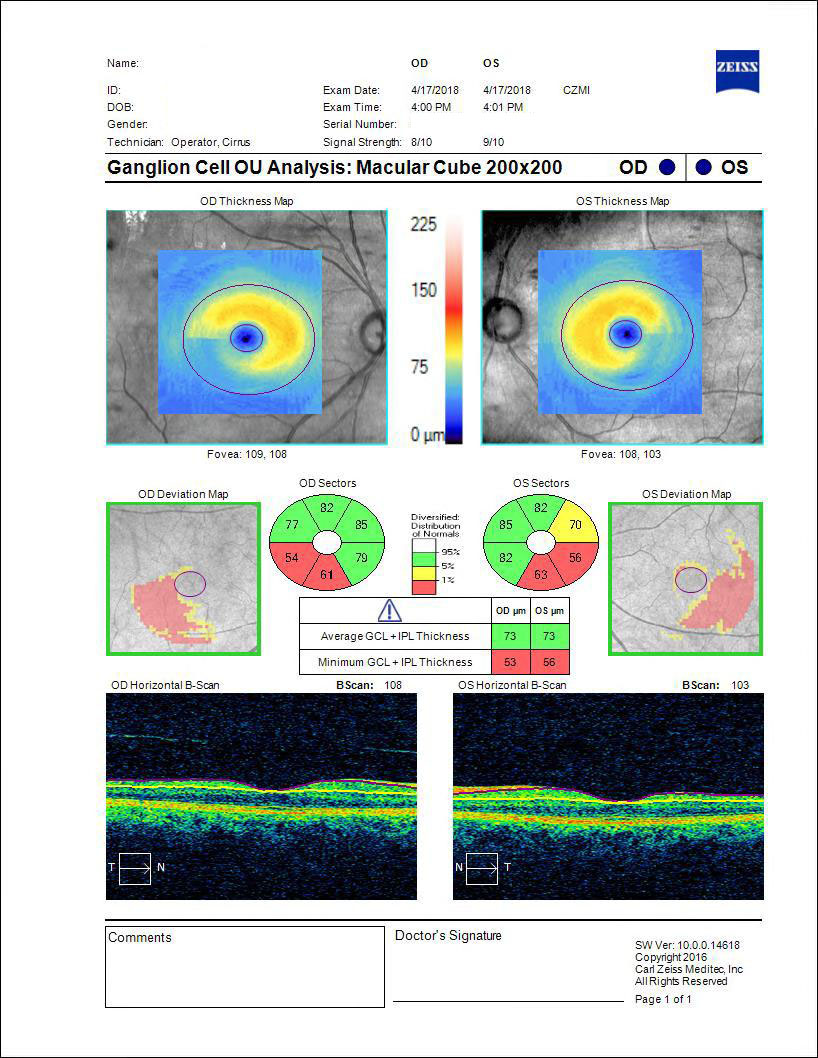 Name: OD OS
ZEISS
ID: Exam Date: 4/17/2018 4/17/2018 CZMI
DOB: Exam Time: 4:00 PM 4:01 PM
Gender: Serial Number:
Technician: Operator, Cirrus Signal Strength: 8/10 9/10
Ganglion Cell OU Analysis: Macular Cube 200x200 OD OS
OD Thickness Map OS Thickness Map
225
150
75
0 µm
Fovea: 109, 108 Fovea: 108, 103
OD Deviation Map OD Sectors OS Sectors OS Deviation Map
82
77 85
54 79
61
Diversified:
Distribution
of Normals
95%
5%
1%
82
85 70
82 56
63
OD µm OS µm
Average GCL + IPL Thickness 73 73
Minimum GCL + IPL Thickness 53 56
OD Horizontal B-Scan BScan: 108 OS Horizontal B-Scan BScan: 103
T N N T
Comments Doctor's Signature
SW Ver: 10.0.0.14618
Copyright 2016
Carl Zeiss Meditec, Inc
All Rights Reserved
Page 1 of 1